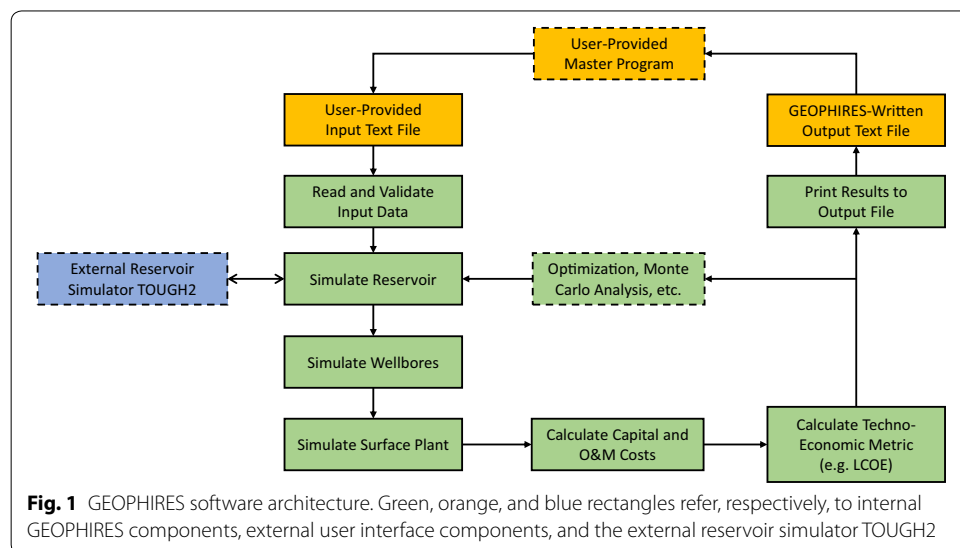 User-Provided
Master Program
User-Provided
Input Text File
GEOPHIRES-Written
Output Text File
Read and Validate
Input Data
Print Results to
Output File
External Reservoir
Simulator TOUGH2
Simulate Reservoir
Optimization, Monte
Carlo Analysis, etc.
Simulate Wellbores
Simulate Surface Plant
Calculate Capital and
O&M Costs
Calculate Techno-
Economic Metric
(e.g. LCOE)
Fig. 1 GEOPHIRES software architecture. Green, orange, and blue rectangles refer, respectively, to internal
GEOPHIRES components, external user interface components, and the external reservoir simulator TOUGH2